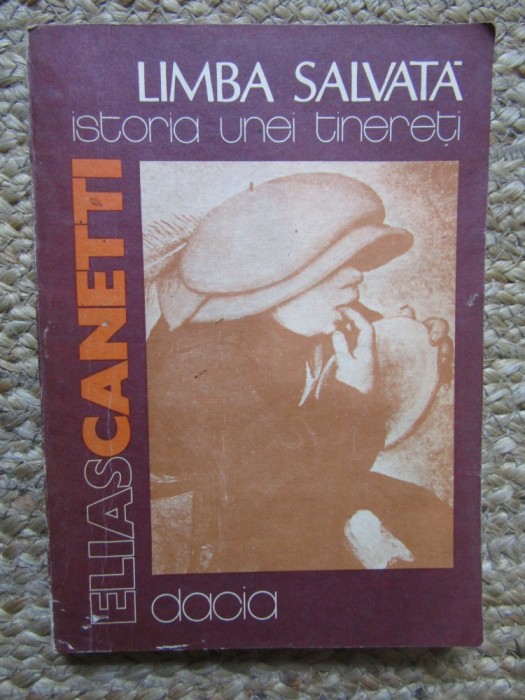 LIMBA SALVATĂ
istoria unei tinereți
ELIAS CANETTI
dacia